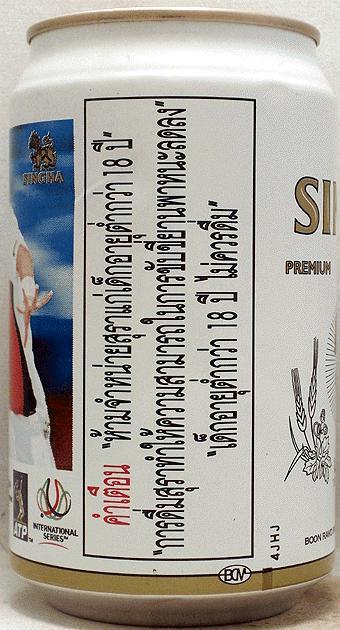 SINGHA
ATP™
INTERNATIONAL
SERIES™
คำเตือน "ห้ามจำหน่ายสุราแก่เด็กอายุต่ำกว่า 18 ปี"
"การดื่มสุราทำให้ความสามารถในการขับขี่ยานพาหนะลดลง"
"เด็กอายุต่ำกว่า 18 ปี ไม่ควรดื่ม"
BCM
4JHJ
SI
PREMIUM
BOON RAWD